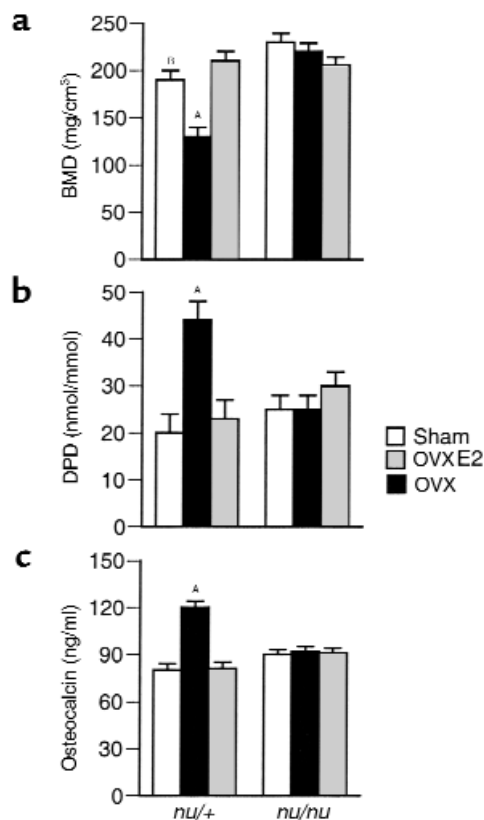 a
250
200
150
100
50
0
BMD (mg/cm³)
B
A
b
50
40
30
20
10
0
DPD (nmol/mmol)
A
Sham
OVX E2
OVX
c
150
120
90
60
30
0
Osteocalcin (ng/ml)
A
nu/+ nu/nu